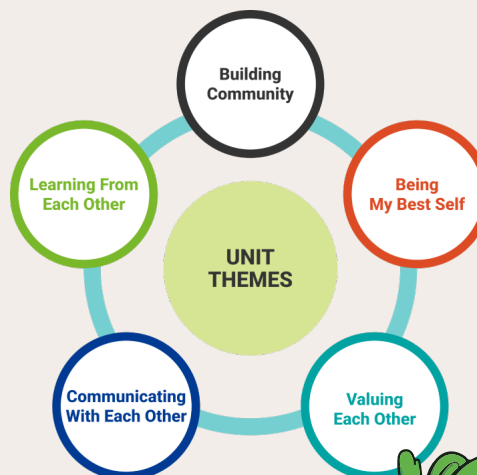 Building
Community
Being
My Best Self
Valuing
Each Other
Communicating
With Each Other
Learning From
Each Other
UNIT
THEMES